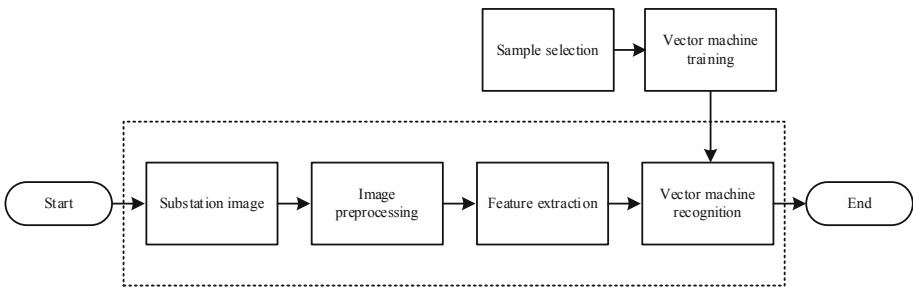 Sample selection
Vector machine
training
Start
Substation image
Image
preprocessing
Feature extraction
Vector machine
recognition
End